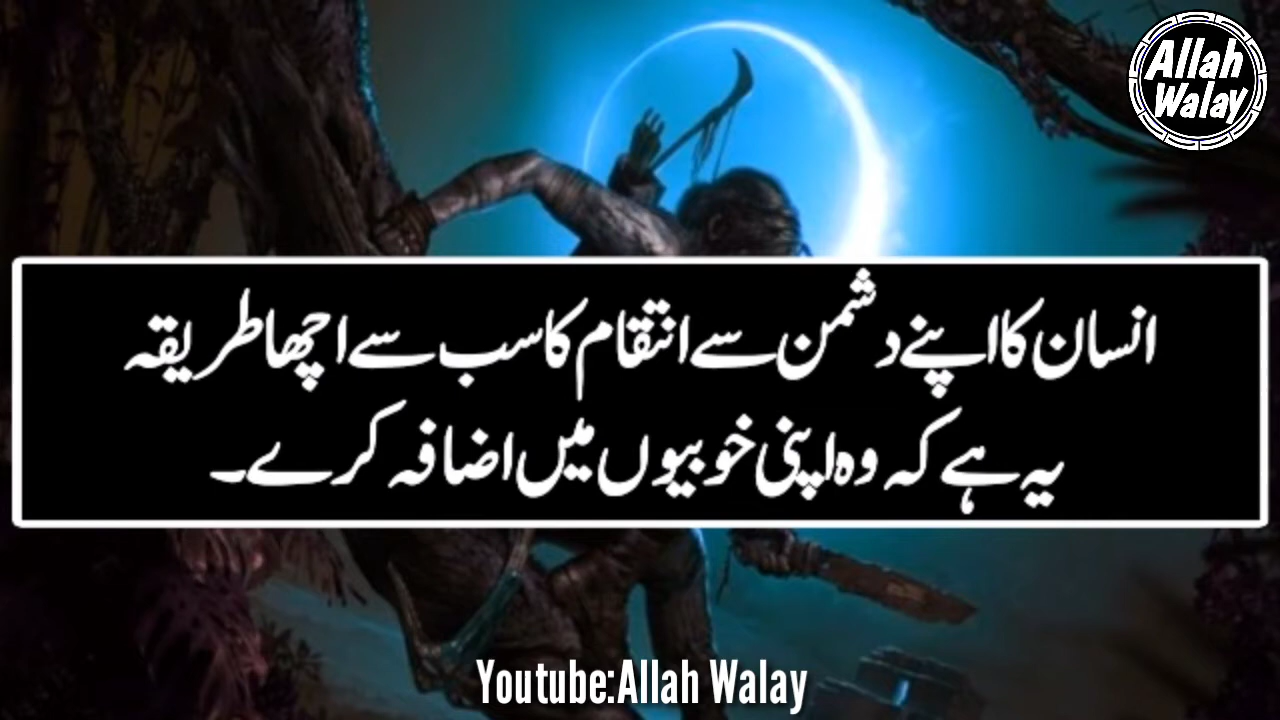 Allah
Walay
انسان کا اپنے دشمن سے انتقام کا سب سے اچھا طریقہ
یہ ہے کہ وہ اپنی خوبیوں میں اضافہ کرے۔
Youtube:Allah Walay